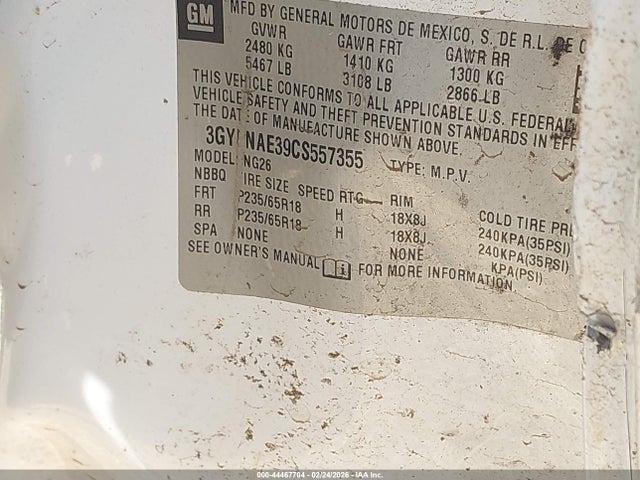 GM
MFD BY GENERAL MOTORS DE MEXICO, S. DE R.L. DE C
GVWR GAWR FRT GAWR RR
2480 KG 1410 KG 1300 KG
5467 LB 3108 LB 2866 LB
THIS VEHICLE CONFORMS TO ALL APPLICABLE U.S. FEDERAL
VEHICLE SAFETY AND THEFT PREVENTION STANDARDS IN EFF
THE DATE OF MANUFACTURE SHOWN ABOVE.
3GY NAE39CS557355 TYPE: M.P.V.
MODEL: NG26
NBBQ IRE SIZE SPEED RTG RIM COLD TIRE PRE
FRT P235/65R18 H 18X8J 240KPA(35PSI)
RR P235/65R18 H 18X8J 240KPA(35PSI)
SPA NONE NONE KPA(PSI)
SEE OWNER'S MANUAL FOR MORE INFORMATION.
000-44467704 - 02/24/2026 - IAA Inc.